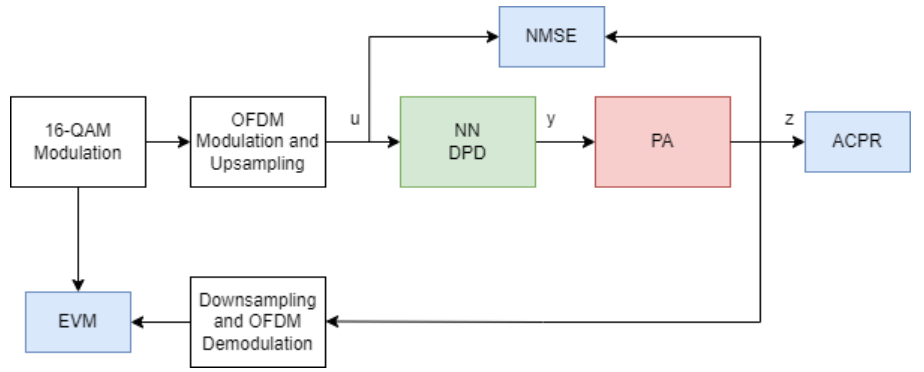 NMSE
16-QAM
Modulation
OFDM
Modulation and
Upsampling
u
NN
DPD
y
PA
z
ACPR
EVM
Downsampling
and OFDM
Demodulation